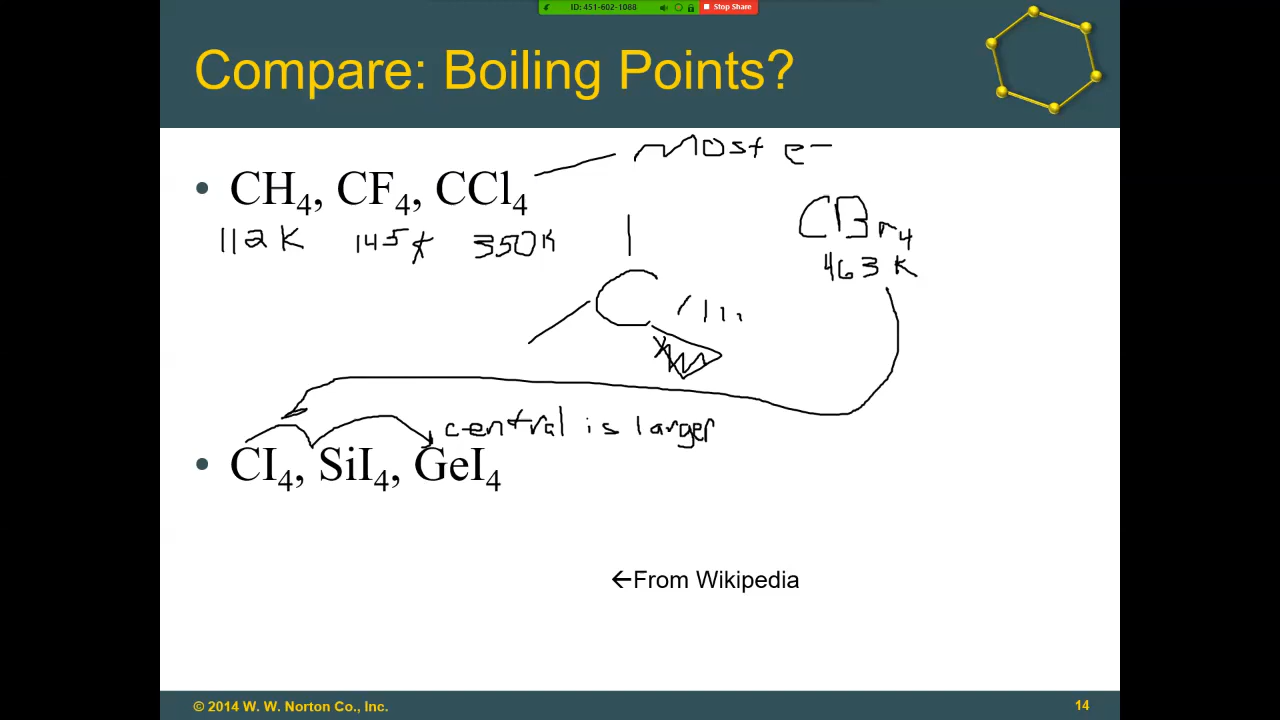 ID: 451-602-1088 Stop Share
Compare: Boiling Points?
most e-
• CH4, CF4, CCl4
CBr4
112 K 145 K 350 K
463 K
C
central is larger
• CI4, SiI4, GeI4
←From Wikipedia
© 2014 W. W. Norton Co., Inc. 14